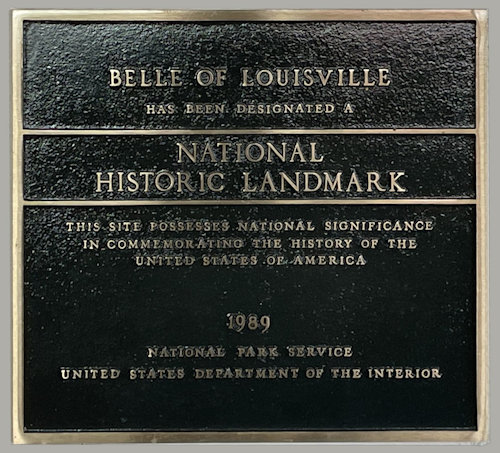 BELLE OF LOUISVILLE
HAS BEEN DESIGNATED A
NATIONAL
HISTORIC LANDMARK
THIS SITE POSSESSES NATIONAL SIGNIFICANCE
IN COMMEMORATING THE HISTORY OF THE
UNITED STATES OF AMERICA
1989
NATIONAL PARK SERVICE
UNITED STATES DEPARTMENT OF THE INTERIOR